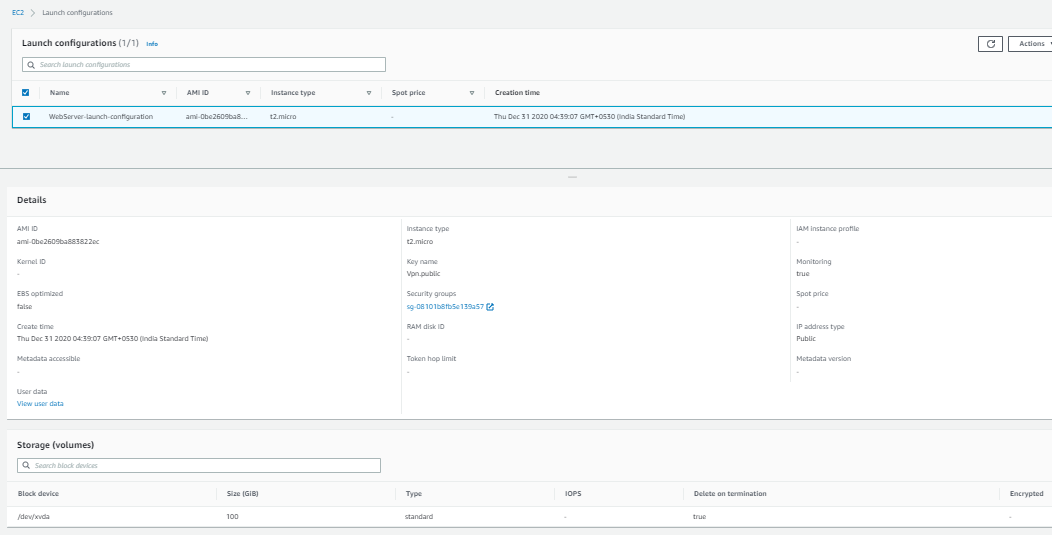 EC2 > Launch configurations
Launch configurations (1/1) Info
Actions
Search launch configurations
Name AMI ID Instance type Spot price Creation time
WebServer-launch-configuration ami-0be2609ba8... t2.micro - Thu Dec 31 2020 04:39:07 GMT+0530 (India Standard Time)
Details
AMI ID Instance type IAM instance profile
ami-0be2609ba883822ec t2.micro -
Kernel ID Key name Monitoring
- Vpn.public true
EBS optimized Security groups Spot price
false sg-08101b8fb5e139a57 -
Create time RAM disk ID IP address type
Thu Dec 31 2020 04:39:07 GMT+0530 (India Standard Time) - Public
Metadata accessible Token hop limit Metadata version
- - -
User data
View user data
Storage (volumes)
Search block devices
Block device Size (GiB) Type IOPS Delete on termination Encrypted
/dev/xvda 100 standard - true -